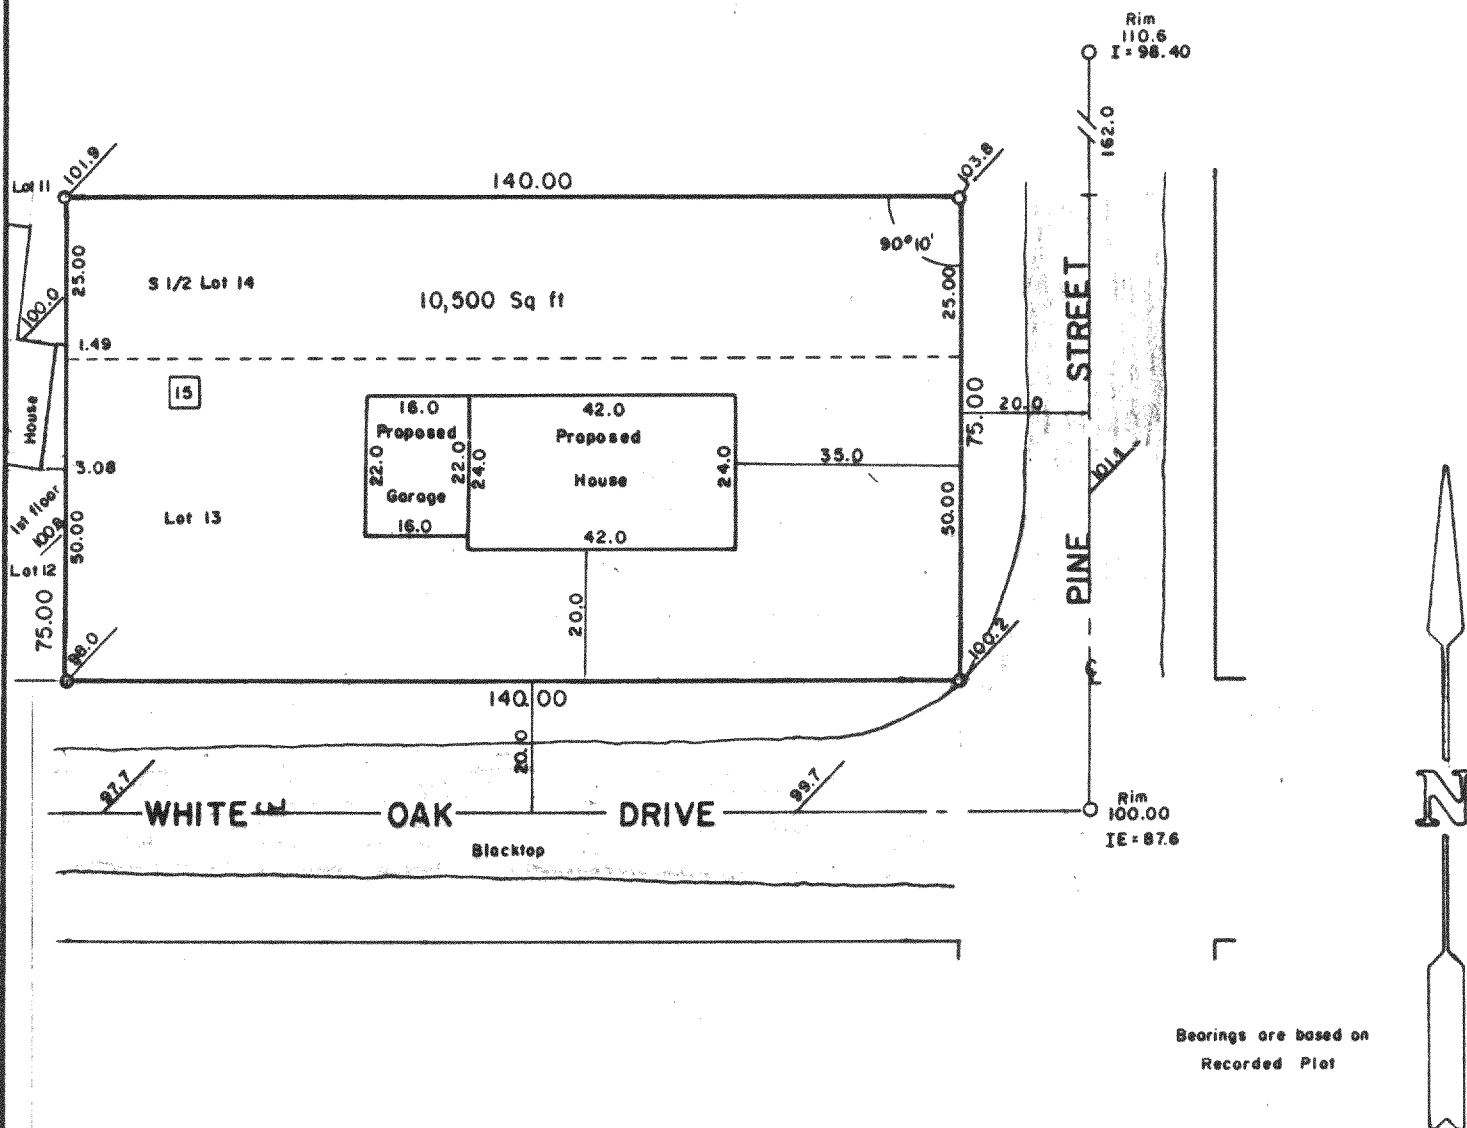 Rim
110.6
I = 98.40
162.0
101.9
103.8
Lot 11
140.00
90°10'
25.00
S 1/2 Lot 14
25.00
10,500 Sq ft
100.0
1.49
15
STREET
House
16.0
42.0
75.00
20.0
Proposed
Proposed
22.0
22.0
24.0
House
24.0
35.0
101.1
3.08
Garage
1st floor
100.8
Lot 13
50.00
16.0
42.0
50.00
Lot 12
75.00
20.0
PINE
98.0
100.2
℄
140.00
20.0
97.7
99.7
WHITE ℄ OAK DRIVE
Rim
100.00
IE = 87.6
Blacktop
N
Bearings are based on
Recorded Plat